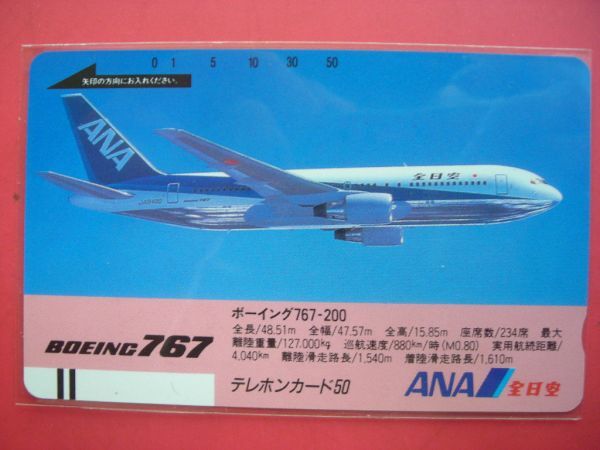 0 1 5 10 30 50
矢印の方向にお入れください。
ANA
全日空
ボーイング767-200
全長/48.51m 全幅/47.57m 全高/15.85m 座席数/234席 最大
離陸重量/127.000kg 巡航速度/880km/時(M0.80) 実用航続距離/
4,040km 離陸滑走路長/1,540m 着陸滑走路長/1,610m
BOEING 767
テレホンカード50
ANA 全日空